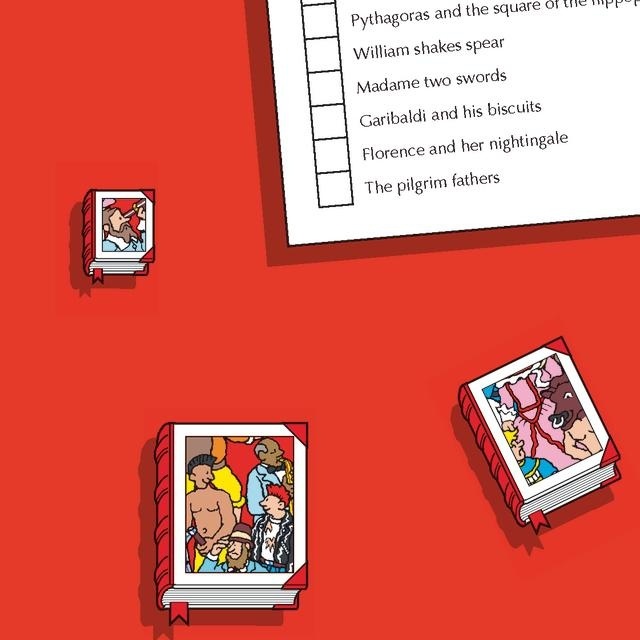 Pythagoras and the square of the
William shakes spear
Madame two swords
Garibaldi and his biscuits
Florence and her nightingale
The pilgrim fathers